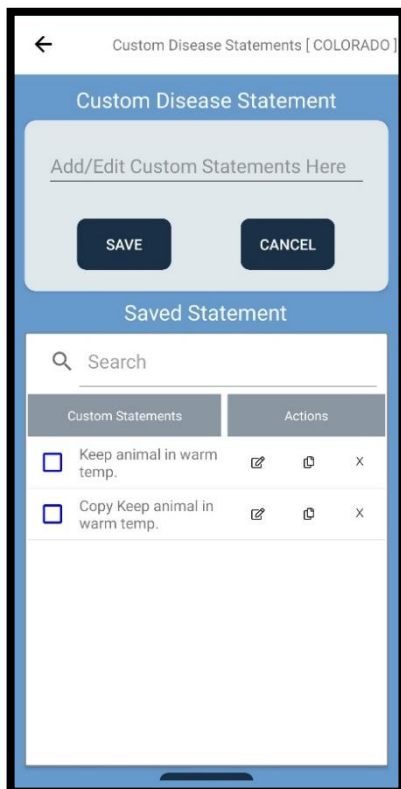 Custom Disease Statements [ COLORADO ]
Custom Disease Statement
Add/Edit Custom Statements Here
SAVE CANCEL
Saved Statement
Search
Custom Statements Actions
Keep animal in warm
temp.
X
Copy Keep animal in
warm temp.
X